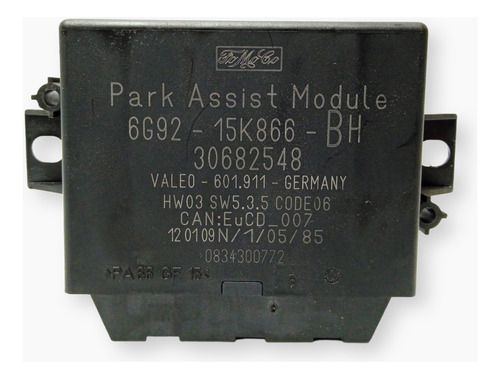 FoMoCo
Park Assist Module
6G92 - 15K866 - BH
30682548
VALEO - 601.911 - GERMANY
HW03 SW5.3.5 CODE06
CAN:EuCD_007
120109N/1/05/85
0834300772